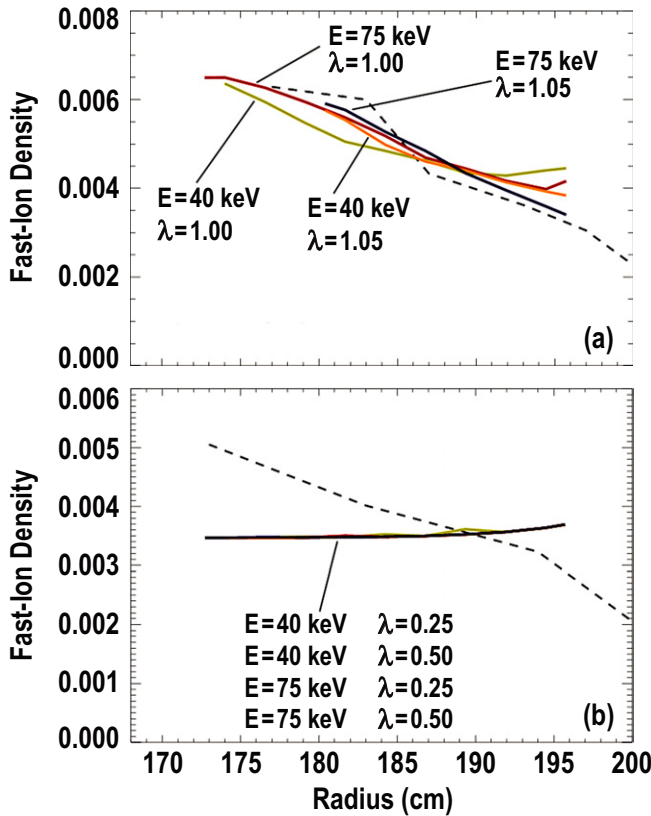 0.008
0.006
0.004
0.002
0.000
Fast-Ion Density
E=75 keV
λ=1.00
E=75 keV
λ=1.05
E=40 keV
λ=1.00
E=40 keV
λ=1.05
(a)
0.006
0.005
0.004
0.003
0.002
0.001
0.000
Fast-Ion Density
E=40 keV λ=0.25
E=40 keV λ=0.50
E=75 keV λ=0.25
E=75 keV λ=0.50
(b)
170 175 180 185 190 195 200
Radius (cm)